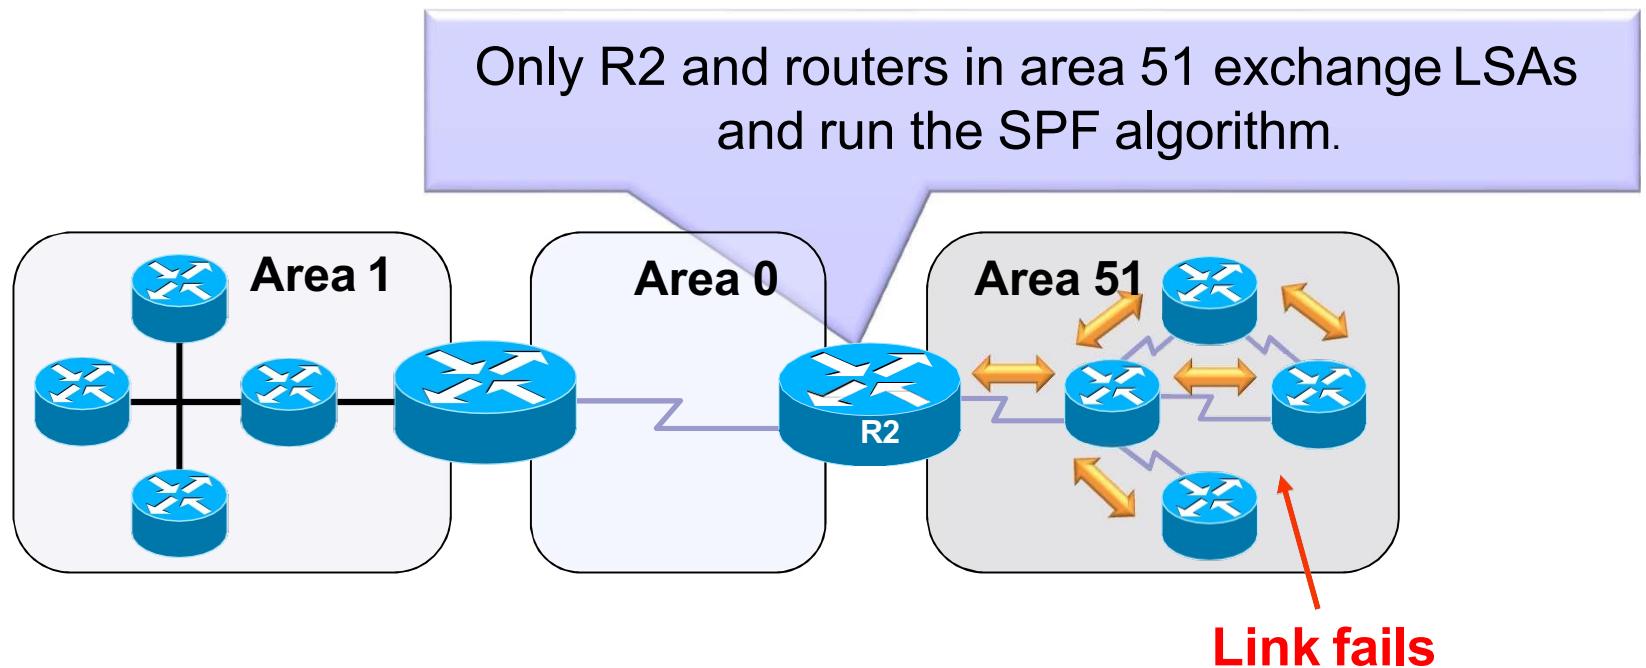 Only R2 and routers in area 51 exchange LSAs
and run the SPF algorithm.
Area 1
Area 0
Area 51
R2
Link fails